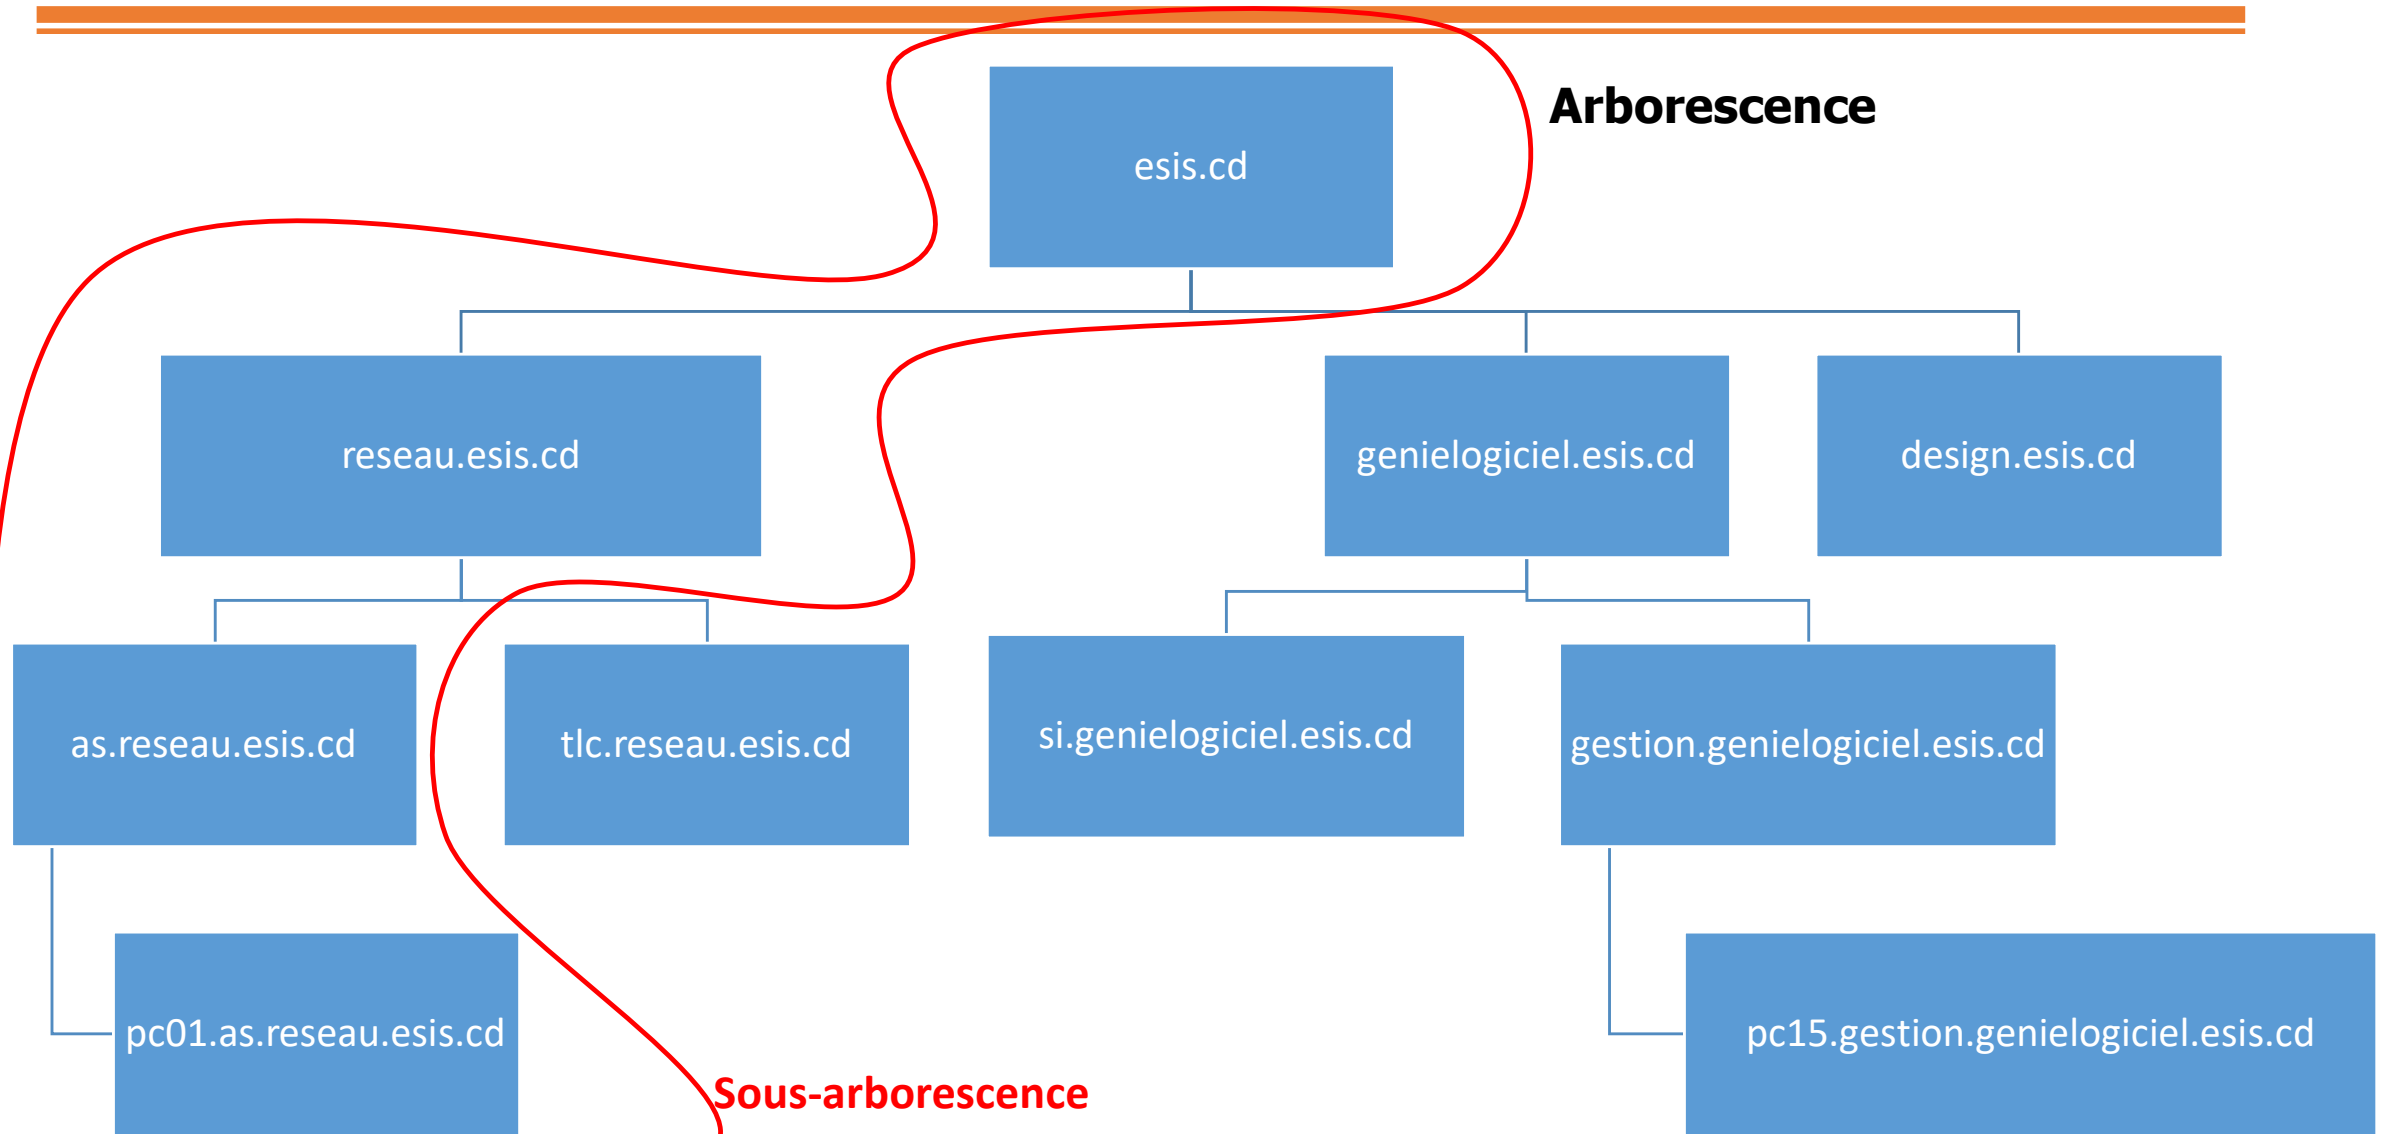 Arborescence
esis.cd
reseau.esis.cd
genielogiciel.esis.cd
design.esis.cd
as.reseau.esis.cd
tlc.reseau.esis.cd
si.genielogiciel.esis.cd
gestion.genielogiciel.esis.cd
pc01.as.reseau.esis.cd
pc15.gestion.genielogiciel.esis.cd
Sous-arborescence